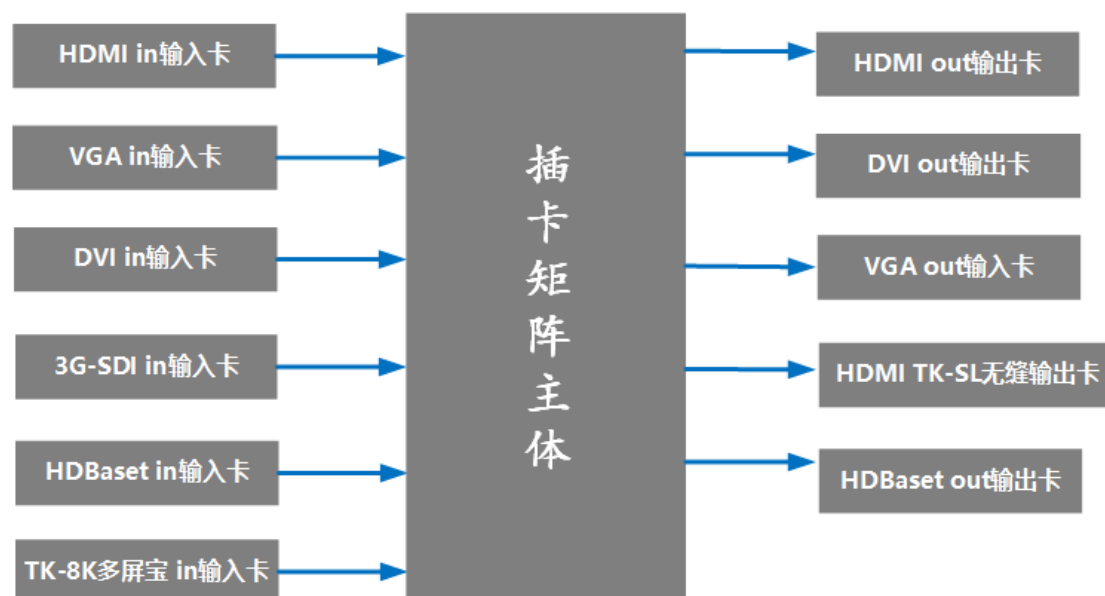 HDMI in输入卡
VGA in输入卡
DVI in输入卡
3G-SDI in输入卡
HDBaset in输入卡
TK-8K多屏宝 in输入卡
插卡矩阵主体
HDMI out输出卡
DVI out输出卡
VGA out输入卡
HDMI TK-SL无缝输出卡
HDBaset out输出卡